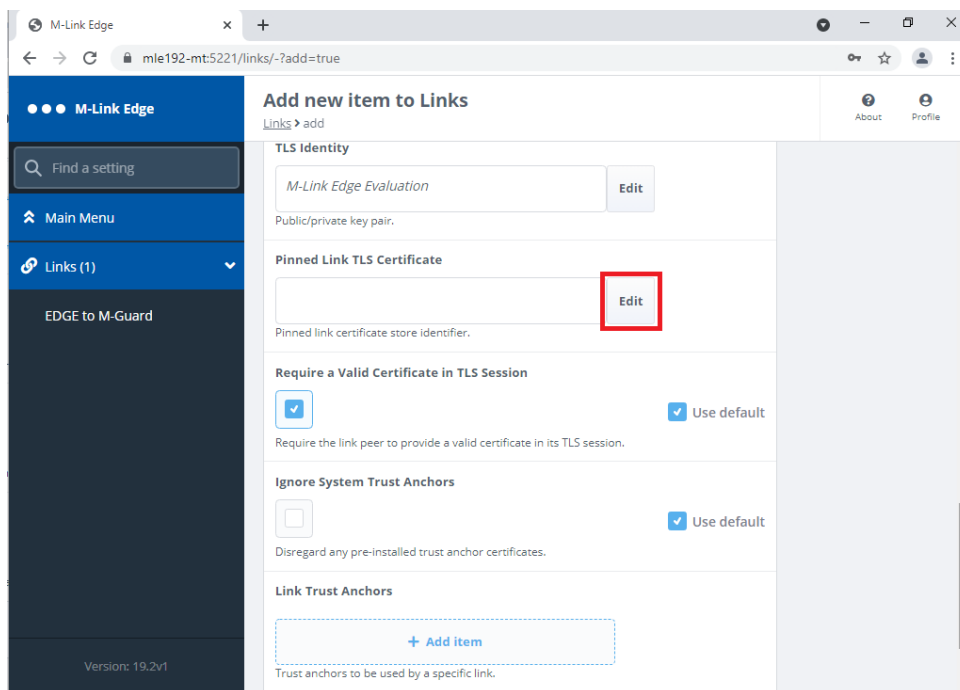 M-Link Edge
mle192-mt:5221/links/-?add=true
M-Link Edge
Find a setting
Main Menu
Links (1)
EDGE to M-Guard
Version: 19.2v1
Add new item to Links
Links > add
About
Profile
TLS Identity
M-Link Edge Evaluation
Edit
Public/private key pair.
Pinned Link TLS Certificate
Edit
Pinned link certificate store identifier.
Require a Valid Certificate in TLS Session
Use default
Require the link peer to provide a valid certificate in its TLS session.
Ignore System Trust Anchors
Use default
Disregard any pre-installed trust anchor certificates.
Link Trust Anchors
+ Add item
Trust anchors to be used by a specific link.